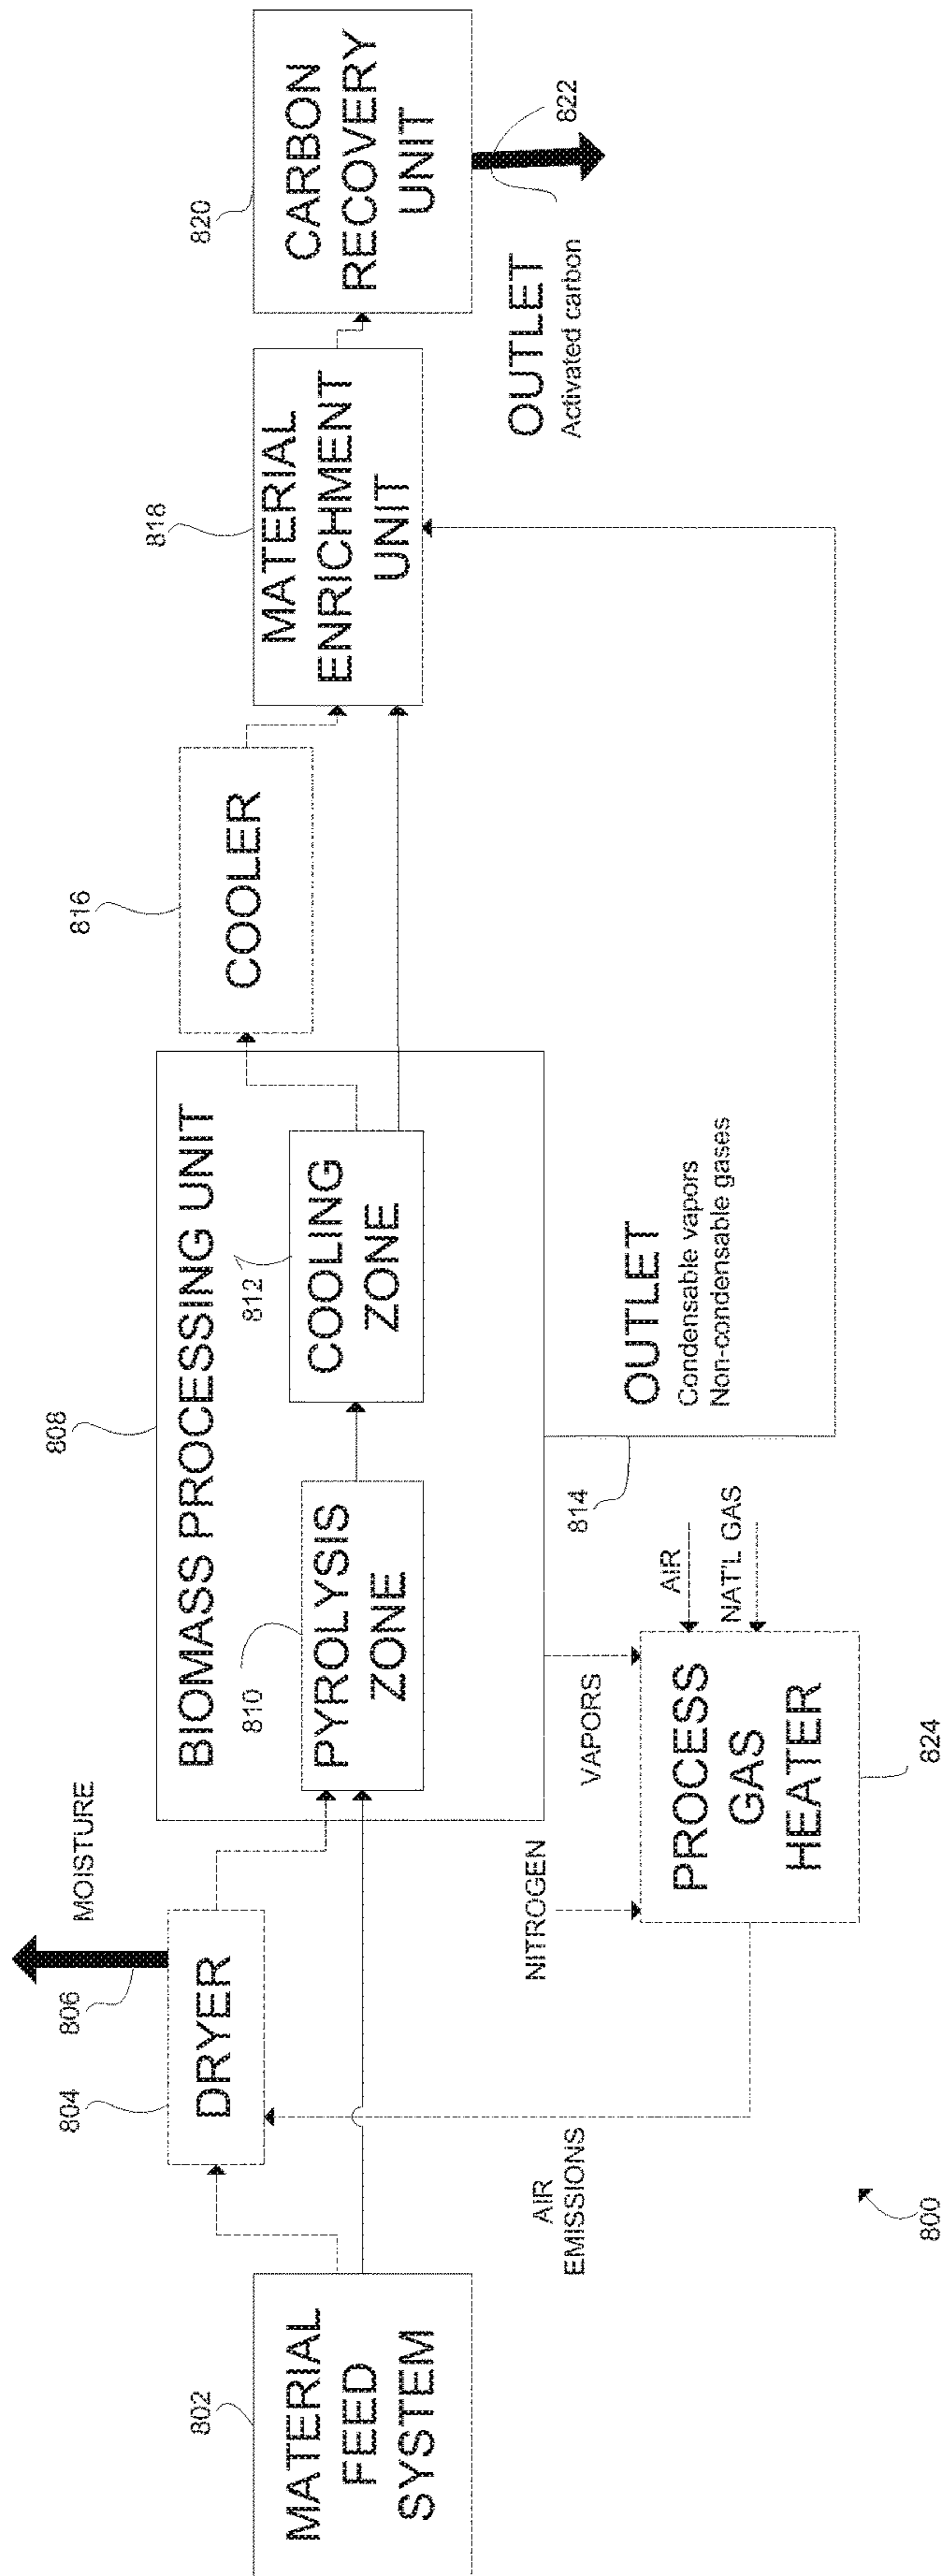 802
MATERIAL
FEED
SYSTEM
804
DRYER
806
MOISTURE
AIR
EMISSIONS
800
808
BIOMASS PROCESSING UNIT
810
PYROLYSIS
ZONE
812
COOLING
ZONE
NITROGEN
VAPORS
AIR
NAT'L GAS
PROCESS
GAS
HEATER
824
814
OUTLET
Condensable vapors
Non-condensable gases
816
COOLER
818
MATERIAL
ENRICHMENT
UNIT
820
CARBON
RECOVERY
UNIT
OUTLET
Activated carbon
822